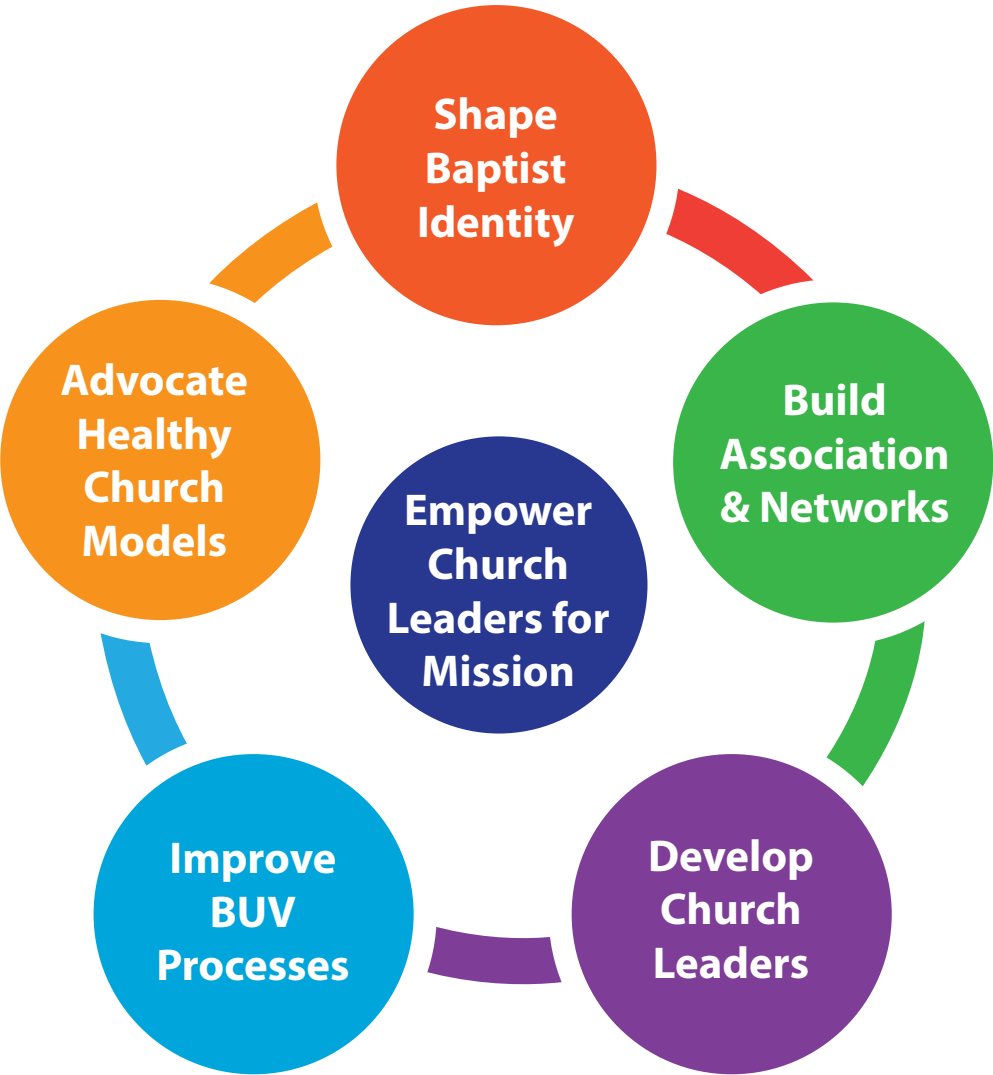 Shape
Baptist
Identity
Advocate
Healthy
Church
Models
Build
Association
& Networks
Empower
Church
Leaders for
Mission
Improve
BUV
Processes
Develop
Church
Leaders